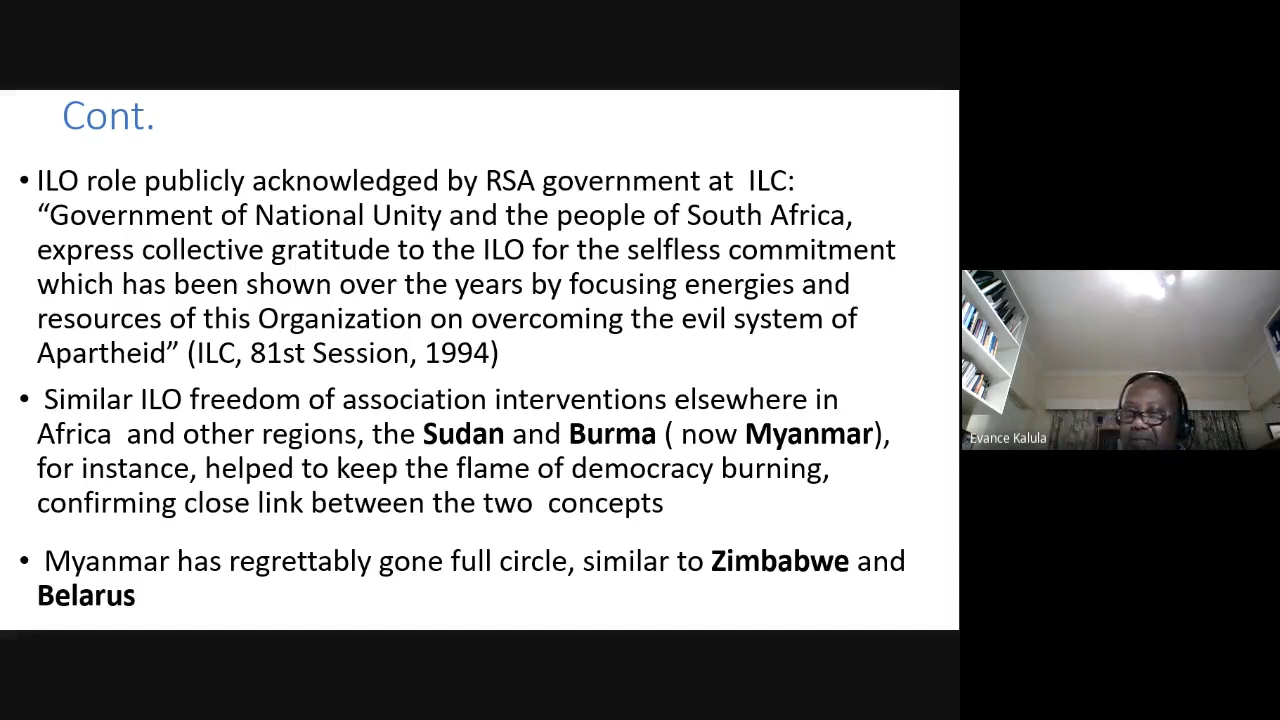 Cont.
• ILO role publicly acknowledged by RSA government at  ILC:
“Government of National Unity and the people of South Africa,
express collective gratitude to the ILO for the selfless commitment
which has been shown over the years by focusing energies and
resources of this Organization on overcoming the evil system of
Apartheid” (ILC, 81st Session, 1994)
• Similar ILO freedom of association interventions elsewhere in
Africa  and other regions, the Sudan and Burma ( now Myanmar),
for instance, helped to keep the flame of democracy burning,
confirming close link between the two  concepts
• Myanmar has regrettably gone full circle, similar to Zimbabwe and
Belarus
Evance Kalula